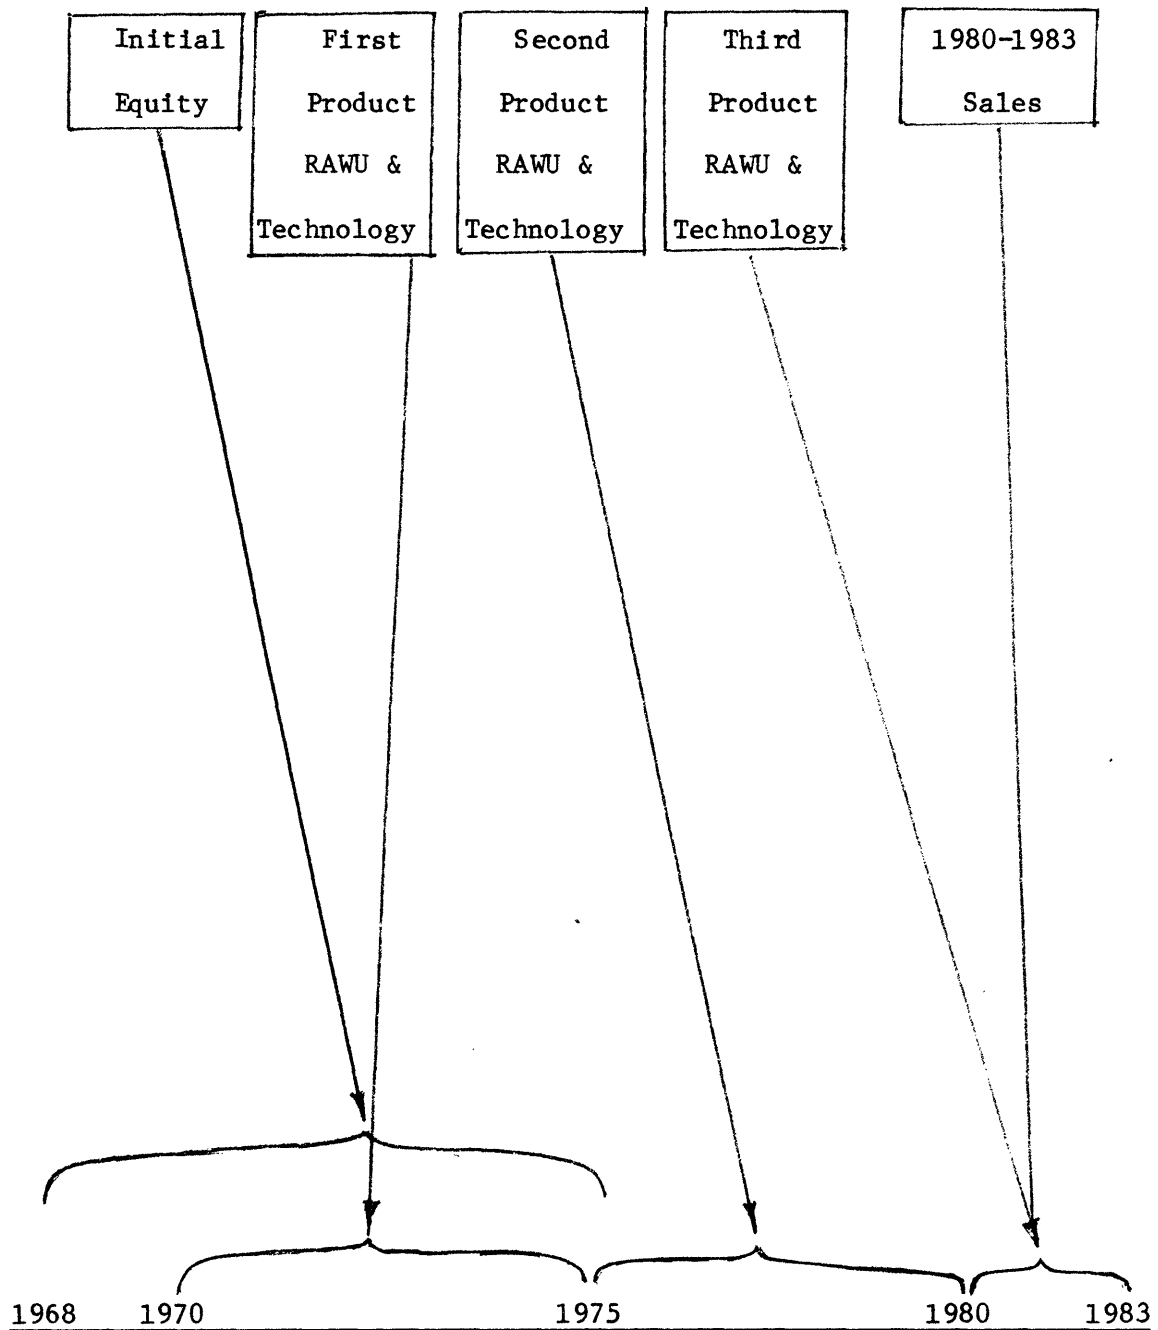 Initial
Equity
First
Product
RAWU &
Technology
Second
Product
RAWU &
Technology
Third
Product
RAWU &
Technology
1980-1983
Sales
1968 1970 1975 1980 1983